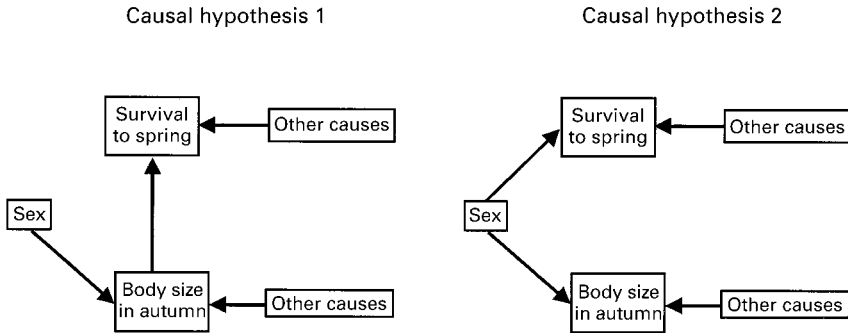 Causal hypothesis 1
Survival
to spring
Other causes
Sex
Body size
in autumn
Other causes
Causal hypothesis 2
Survival
to spring
Other causes
Sex
Body size
in autumn
Other causes